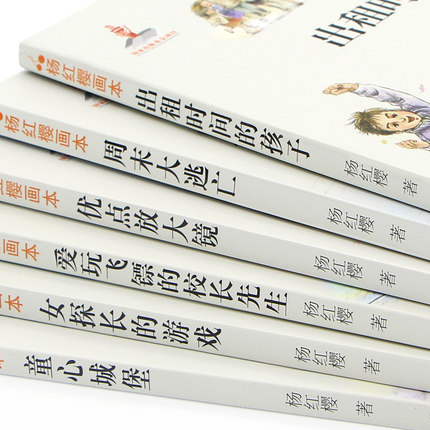 出租时间
杨红樱画本 出租时间的孩子 杨红樱 著
杨红樱画本 周末大逃亡 杨红樱 著
红樱画本 优点放大镜 杨红樱 著
画本 爱玩飞镖的校长先生 杨红樱 著
本 女探长的游戏 杨红樱 著
童心城堡 杨红樱 著